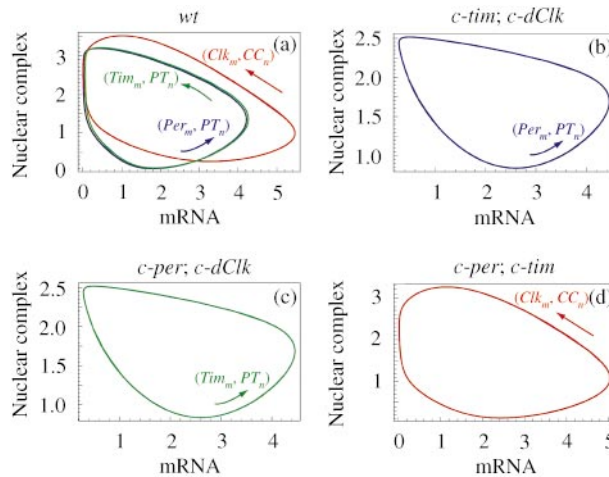 wt
c-tim; c-dClk
(a)
(Clkm, CCn)
(Timm, PTn)
(Perm, PTn)
Nuclear complex
3
2
1
0
0 1 2 3 4 5
mRNA
(b)
(Perm, PTn)
Nuclear complex
2.5
2.0
1.5
1.0
1 2 3 4
mRNA
c-per; c-dClk
c-per; c-tim
(c)
(Timm, PTn)
Nuclear complex
2.5
2.0
1.5
1.0
1 2 3 4
mRNA
(d)
(Clkm, CCn)
Nuclear complex
3
2
1
0 1 2 3 4 5
mRNA